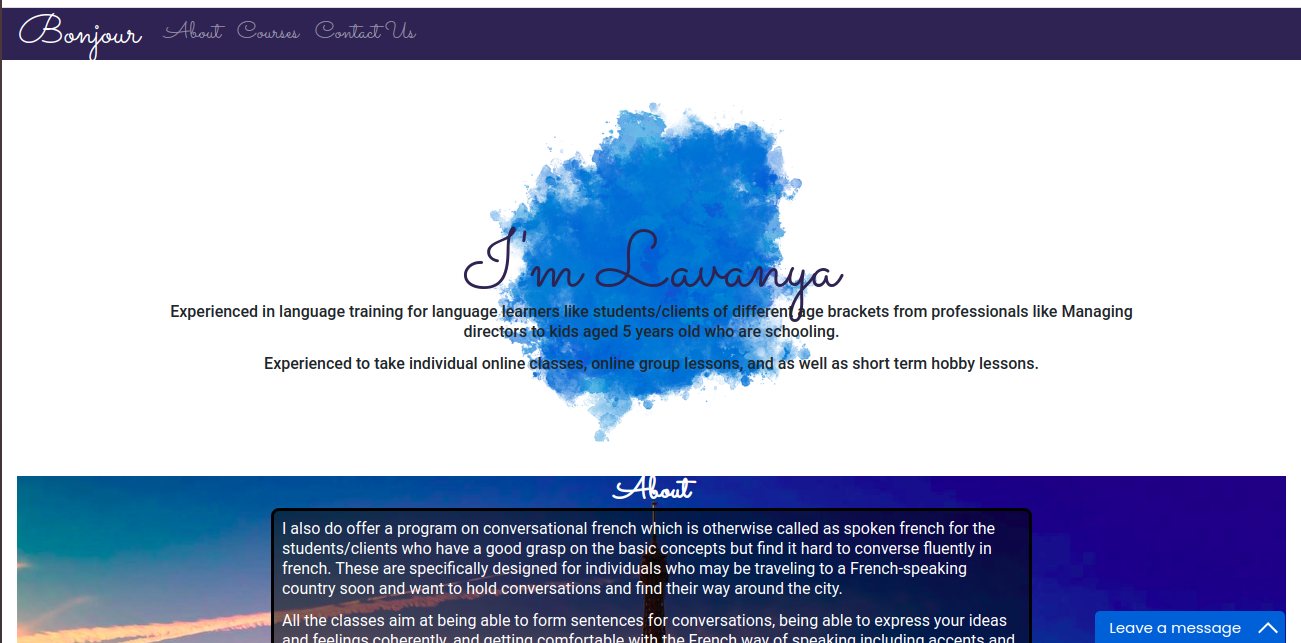 Bonjour About Courses Contact Us
I'm Lavanya
Experienced in language training for language learners like students/clients of different age brackets from professionals like Managing
directors to kids aged 5 years old who are schooling.
Experienced to take individual online classes, online group lessons, and as well as short term hobby lessons.
About
I also do offer a program on conversational french which is otherwise called as spoken french for the
students/clients who have a good grasp on the basic concepts but find it hard to converse fluently in
french. These are specifically designed for individuals who may be traveling to a French-speaking
country soon and want to hold conversations and find their way around the city.
All the classes aim at being able to form sentences for conversations, being able to express your ideas
and feelings coherently, and getting comfortable with the French way of speaking including accents and
Leave a message